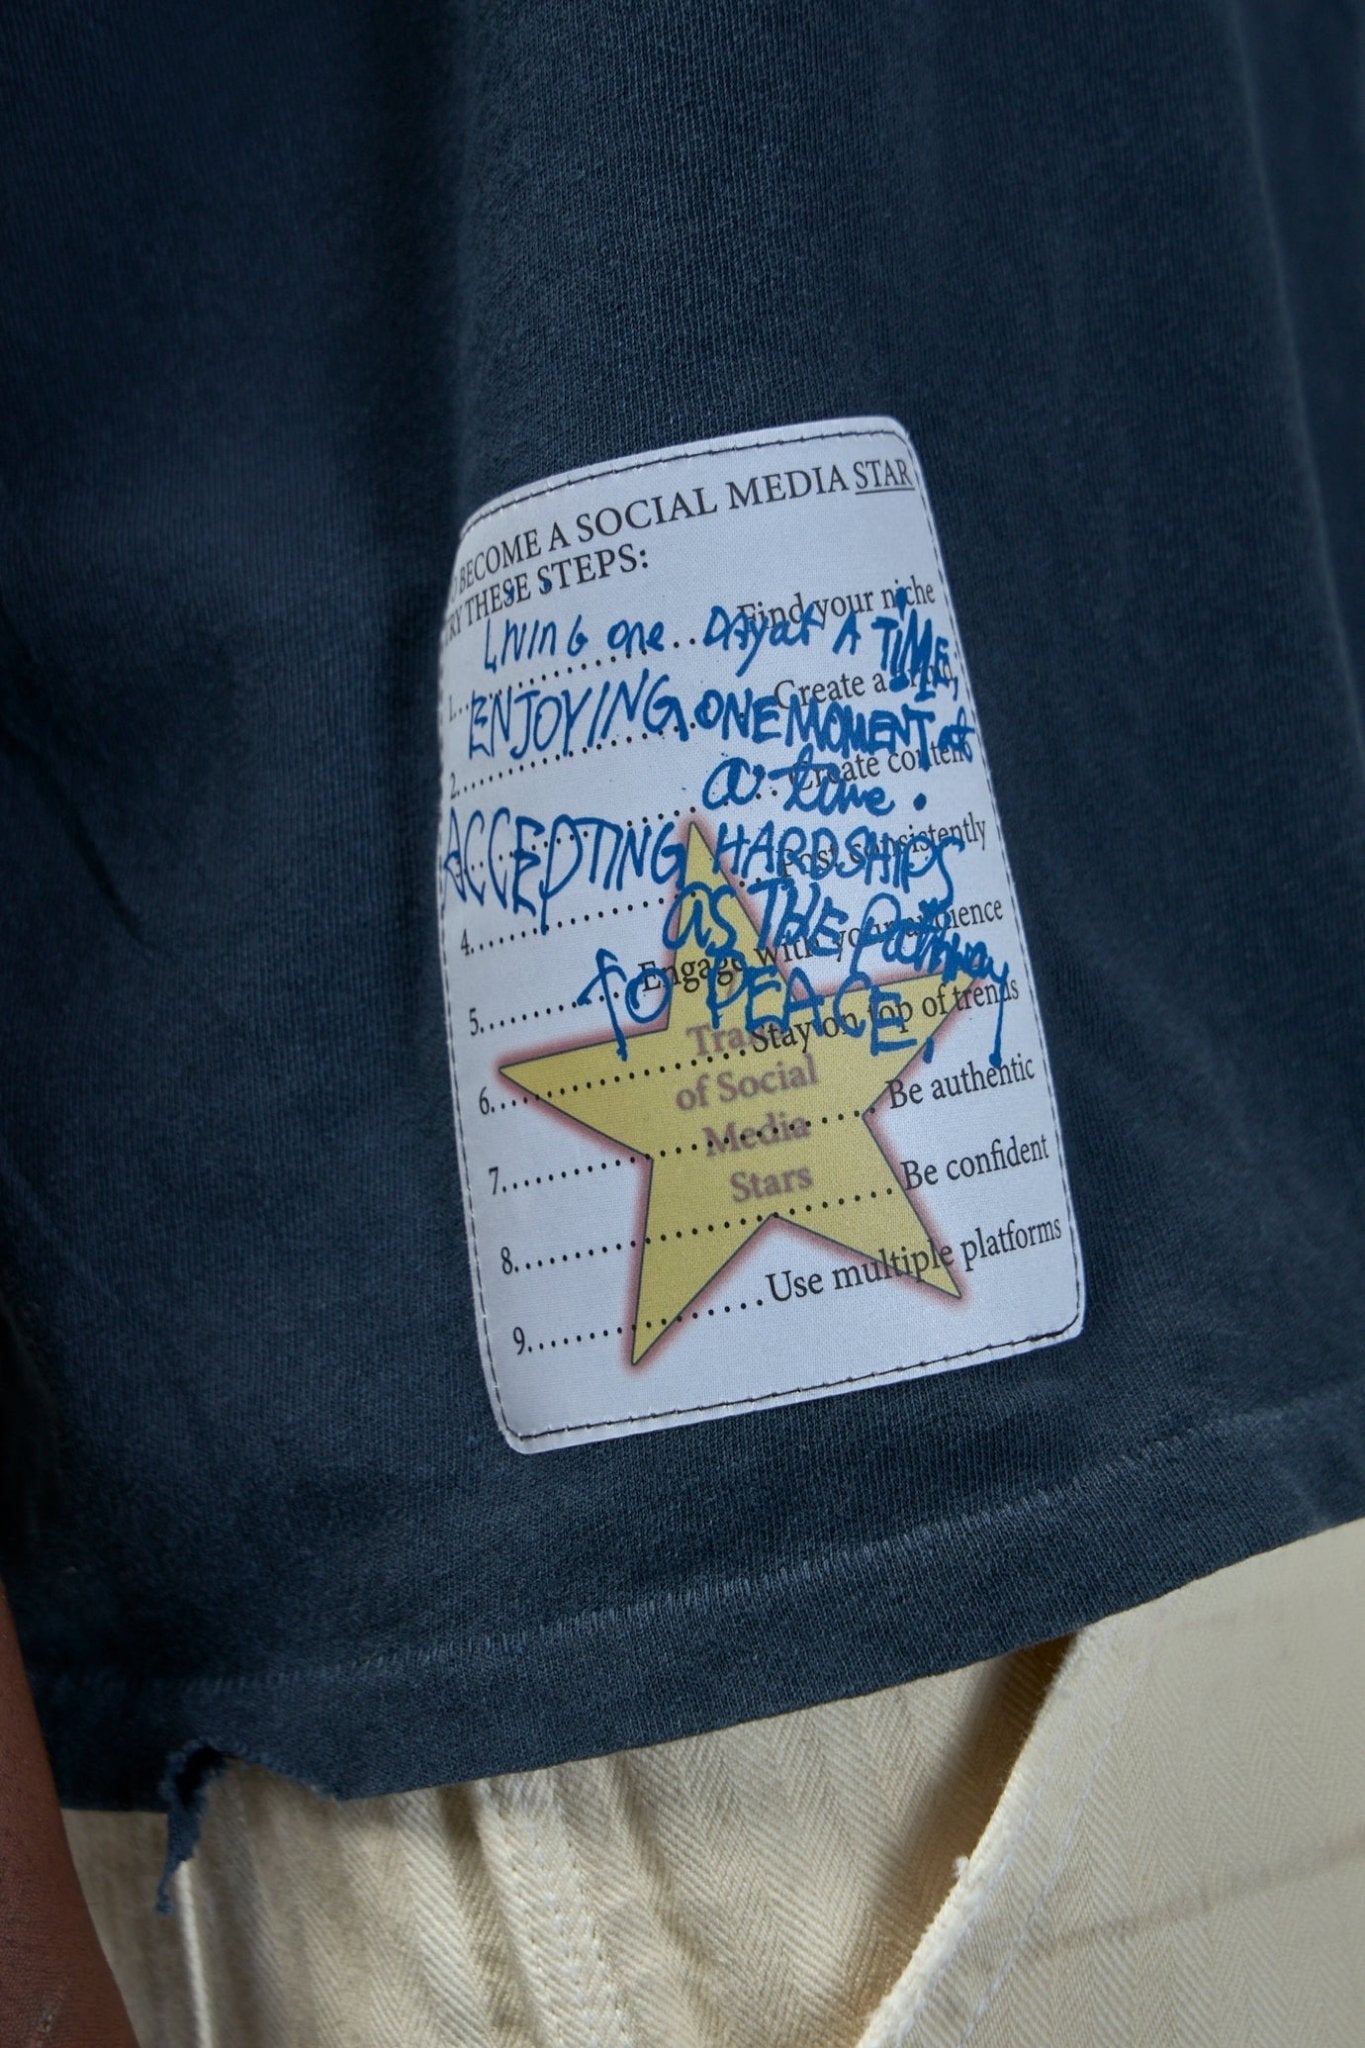 BECOME A SOCIAL MEDIA STAR
RY THESE STEPS:
LIVING one DAY at A TIME,
ENJOYING ONE MOMENT at
a time.
ACCEPTING HARDSHIPS
as THE Pathway
TO PEACE,
1.......... Find your niche
2.......... Create a
.......... Create content
4.......... Post consistently
5.......... Engage with your audience
6.......... Stay on top of trends
7.......... Be authentic
8.......... Be confident
9.......... Use multiple platforms
of Social
Media
Stars